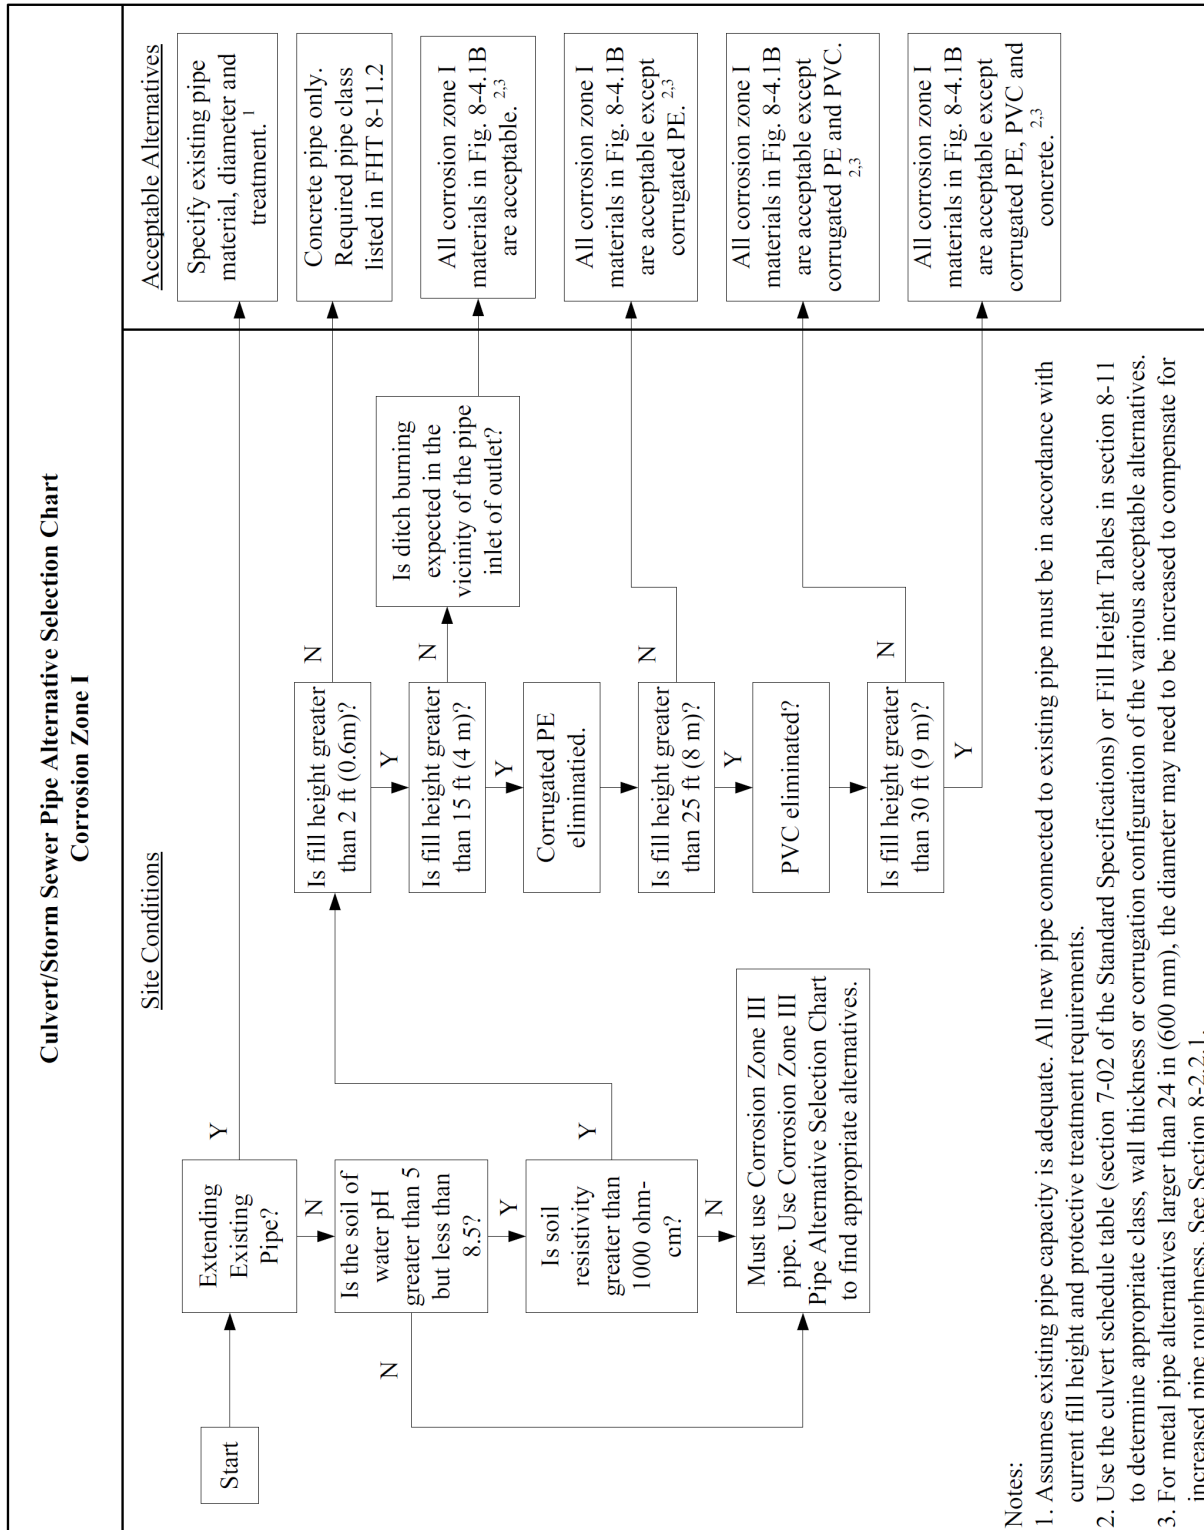 Culvert/Storm Sewer Pipe Alternative Selection Chart
Corrosion Zone I
Site Conditions
Acceptable Alternatives
Start
Extending
Existing
Pipe?
Y
N
Specify existing pipe
material, diameter and
treatment. 1
Is the soil of
water pH
greater than 5
but less than
8.5?
N
Y
Is soil
resistivity
greater than
1000 ohm-
cm?
Y
N
Must use Corrosion Zone III
pipe. Use Corrosion Zone III
Pipe Alternative Selection Chart
to find appropriate alternatives.
Is fill height greater
than 2 ft (0.6m)?
N
Y
Concrete pipe only.
Required pipe class
listed in FHT 8-11.2
Is fill height greater
than 15 ft (4 m)?
N
Y
Is ditch burning
expected in the
vicinity of the pipe
inlet of outlet?
All corrosion zone I
materials in Fig. 8-4.1B
are acceptable. 2,3
Corrugated PE
eliminatied.
Is fill height greater
than 25 ft (8 m)?
N
Y
All corrosion zone I
materials in Fig. 8-4.1B
are acceptable except
corrugated PE. 2,3
PVC eliminated?
Is fill height greater
than 30 ft (9 m)?
N
Y
All corrosion zone I
materials in Fig. 8-4.1B
are acceptable except
corrugated PE and PVC.
2,3
All corrosion zone I
materials in Fig. 8-4.1B
are acceptable except
corrugated PE, PVC and
concrete. 2,3
Notes:
1. Assumes existing pipe capacity is adequate. All new pipe connected to existing pipe must be in accordance with
current fill height and protective treatment requirements.
2. Use the culvert schedule table (section 7-02 of the Standard Specifications) or Fill Height Tables in section 8-11
to determine appropriate class, wall thickness or corrugation configuration of the various acceptable alternatives.
3. For metal pipe alternatives larger than 24 in (600 mm), the diameter may need to be increased to compensate for
increased pipe roughness. See Section 8-2.2.1.